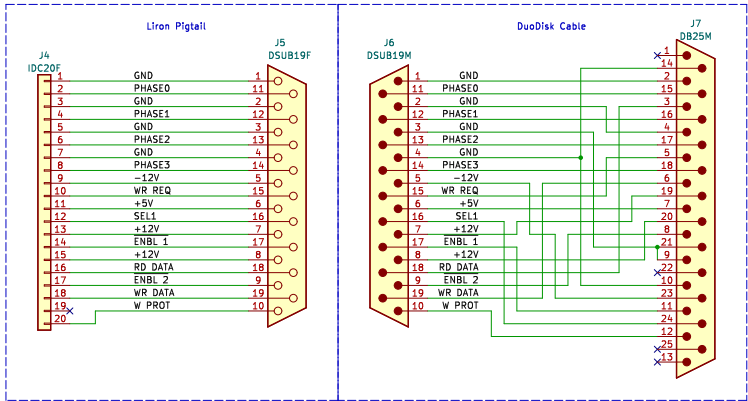 Liron Pigtail
J4
IDC20F
J5
DSUB19F
1 GND 1
2 PHASE0 11
3 GND 2
4 PHASE1 12
5 GND 3
6 PHASE2 13
7 GND 4
8 PHASE3 14
9 -12V 5
10 WR REQ 15
11 +5V 6
12 SEL1 16
13 +12V 7
14 ENBL 1 17
15 +12V 8
16 RD DATA 18
17 ENBL 2 9
18 WR DATA 19
19 W PROT 10
20
DuoDisk Cable
J6
DSUB19M
1 GND
11 PHASE0
2 GND
12 PHASE1
3 GND
13 PHASE2
4 GND
14 PHASE3
5 -12V
15 WR REQ
6 +5V
16 SEL1
7 +12V
17 ENBL 1
8 +12V
18 RD DATA
9 ENBL 2
19 WR DATA
10 W PROT
J7
DB25M
1
14
2
15
3
16
4
17
5
18
6
19
7
20
8
21
9
22
10
23
11
24
12
25
13